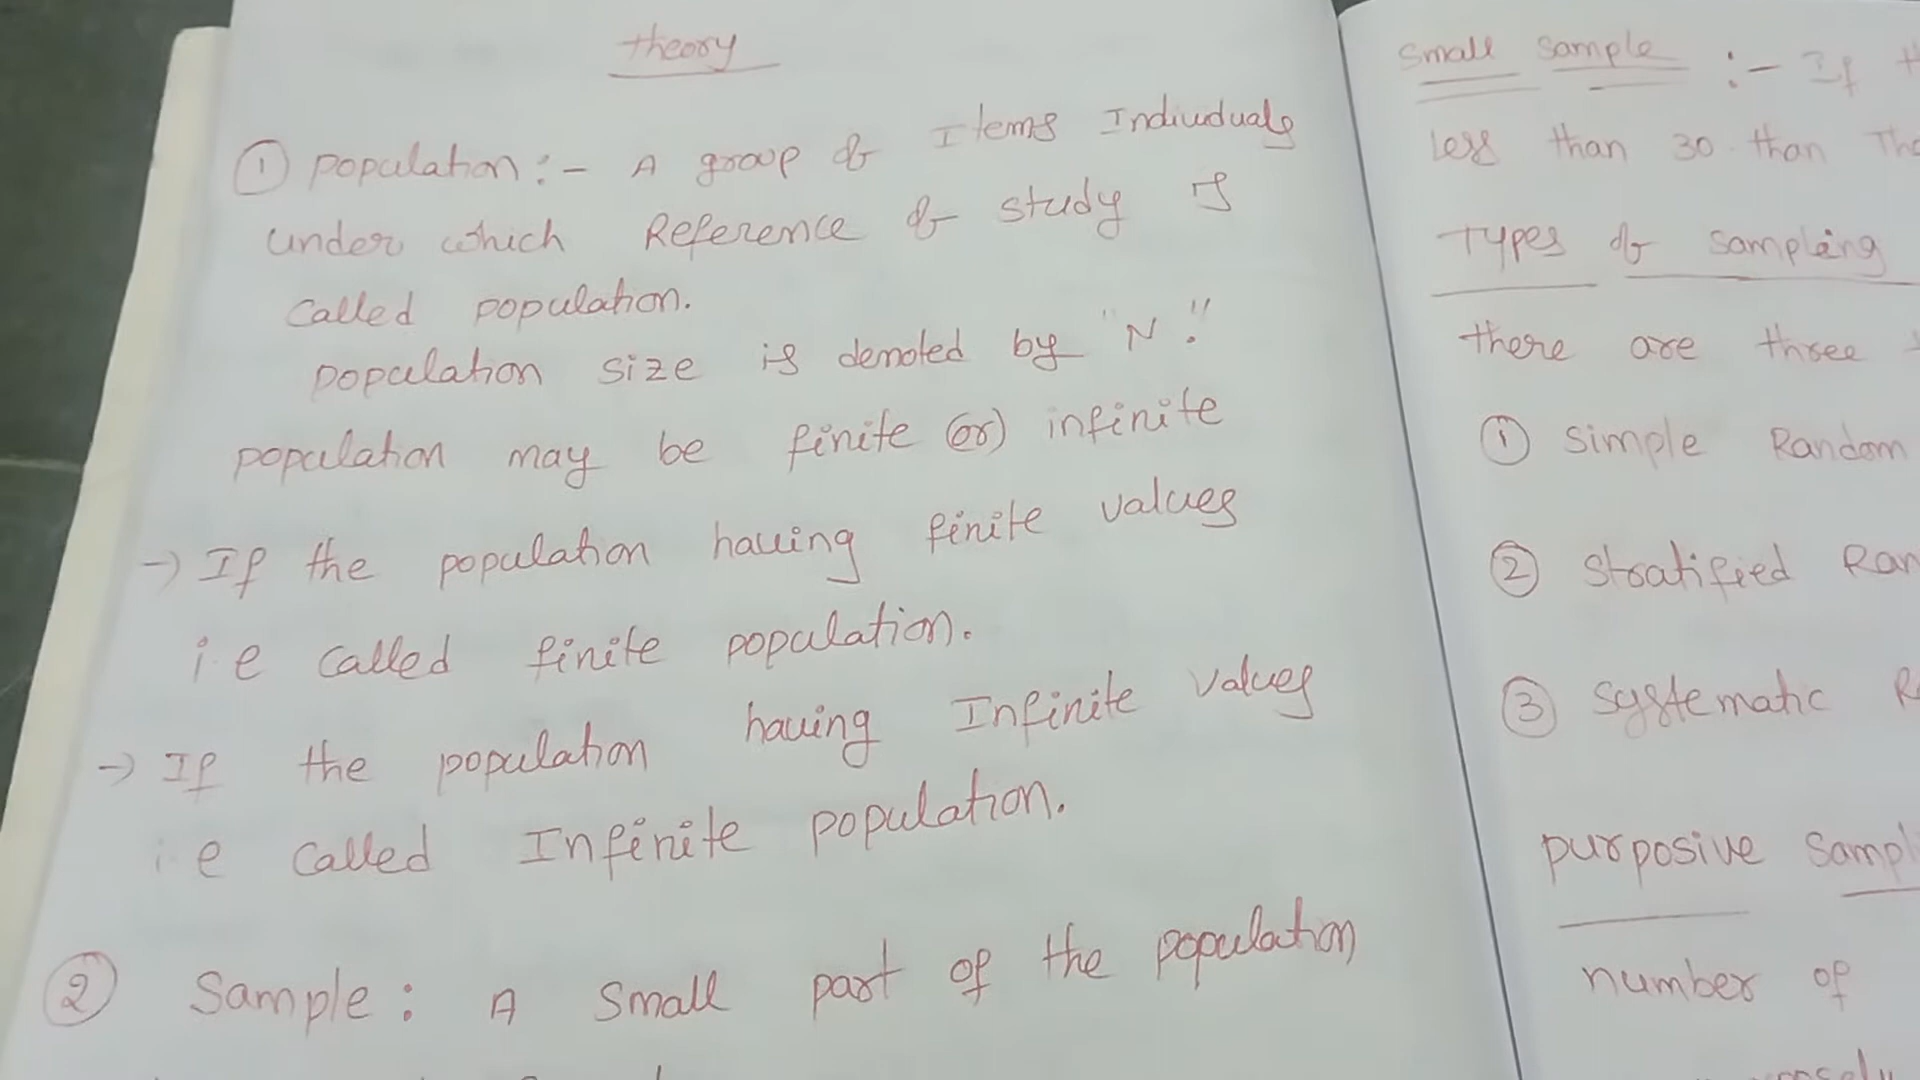 theory
① population :- A group of Items Individuals
under which Reference of study is
called population.
population size is denoted by "N".
population may be finite (or) infinite
→ If the population having finite values
i.e called finite population.
→ If the population having Infinite values
i e called Infinite population.
② Sample : A small part of the population
small sample :- If
less than 30 than
Types of sampling
there are three
① simple Random
② stratified Ran
③ systematic R
purposive sampl
number of